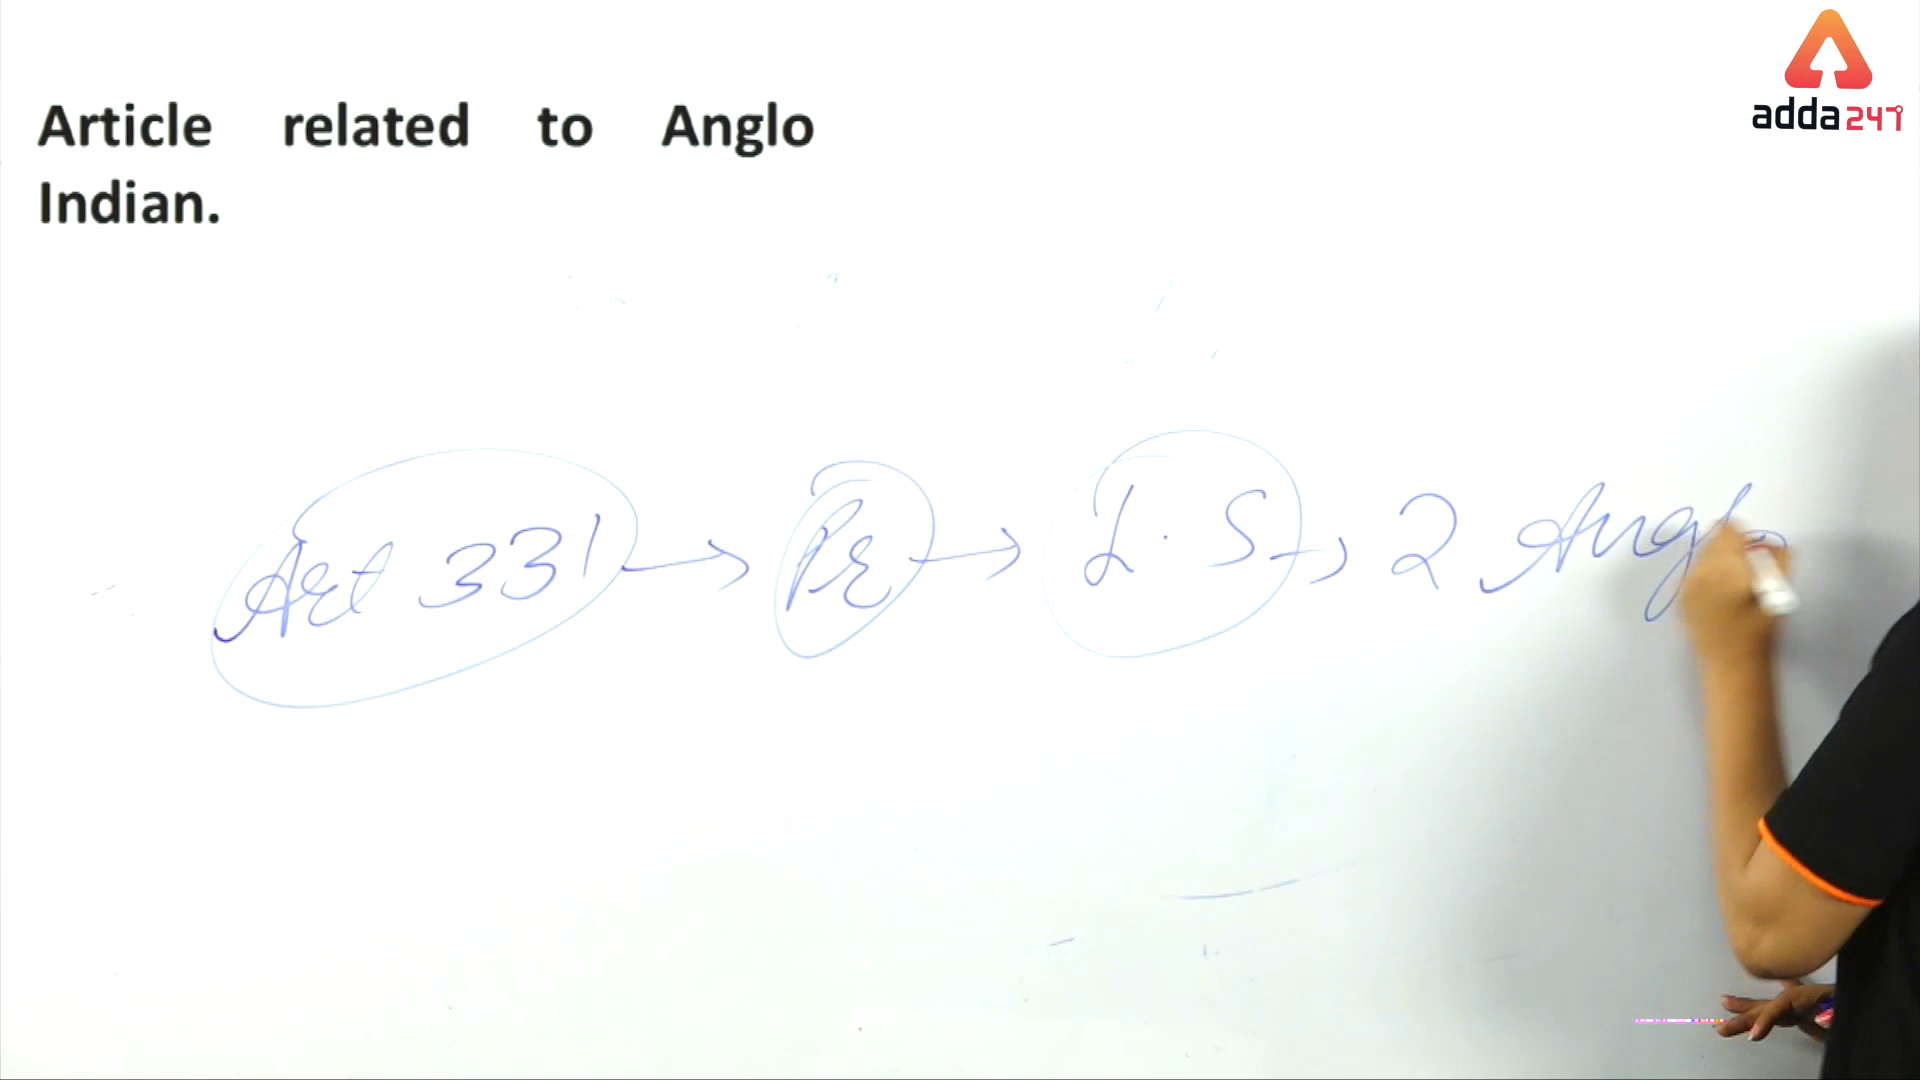 Article related to Anglo
Indian.
adda247
Art 331 → Pr → L.S → 2 Anglo